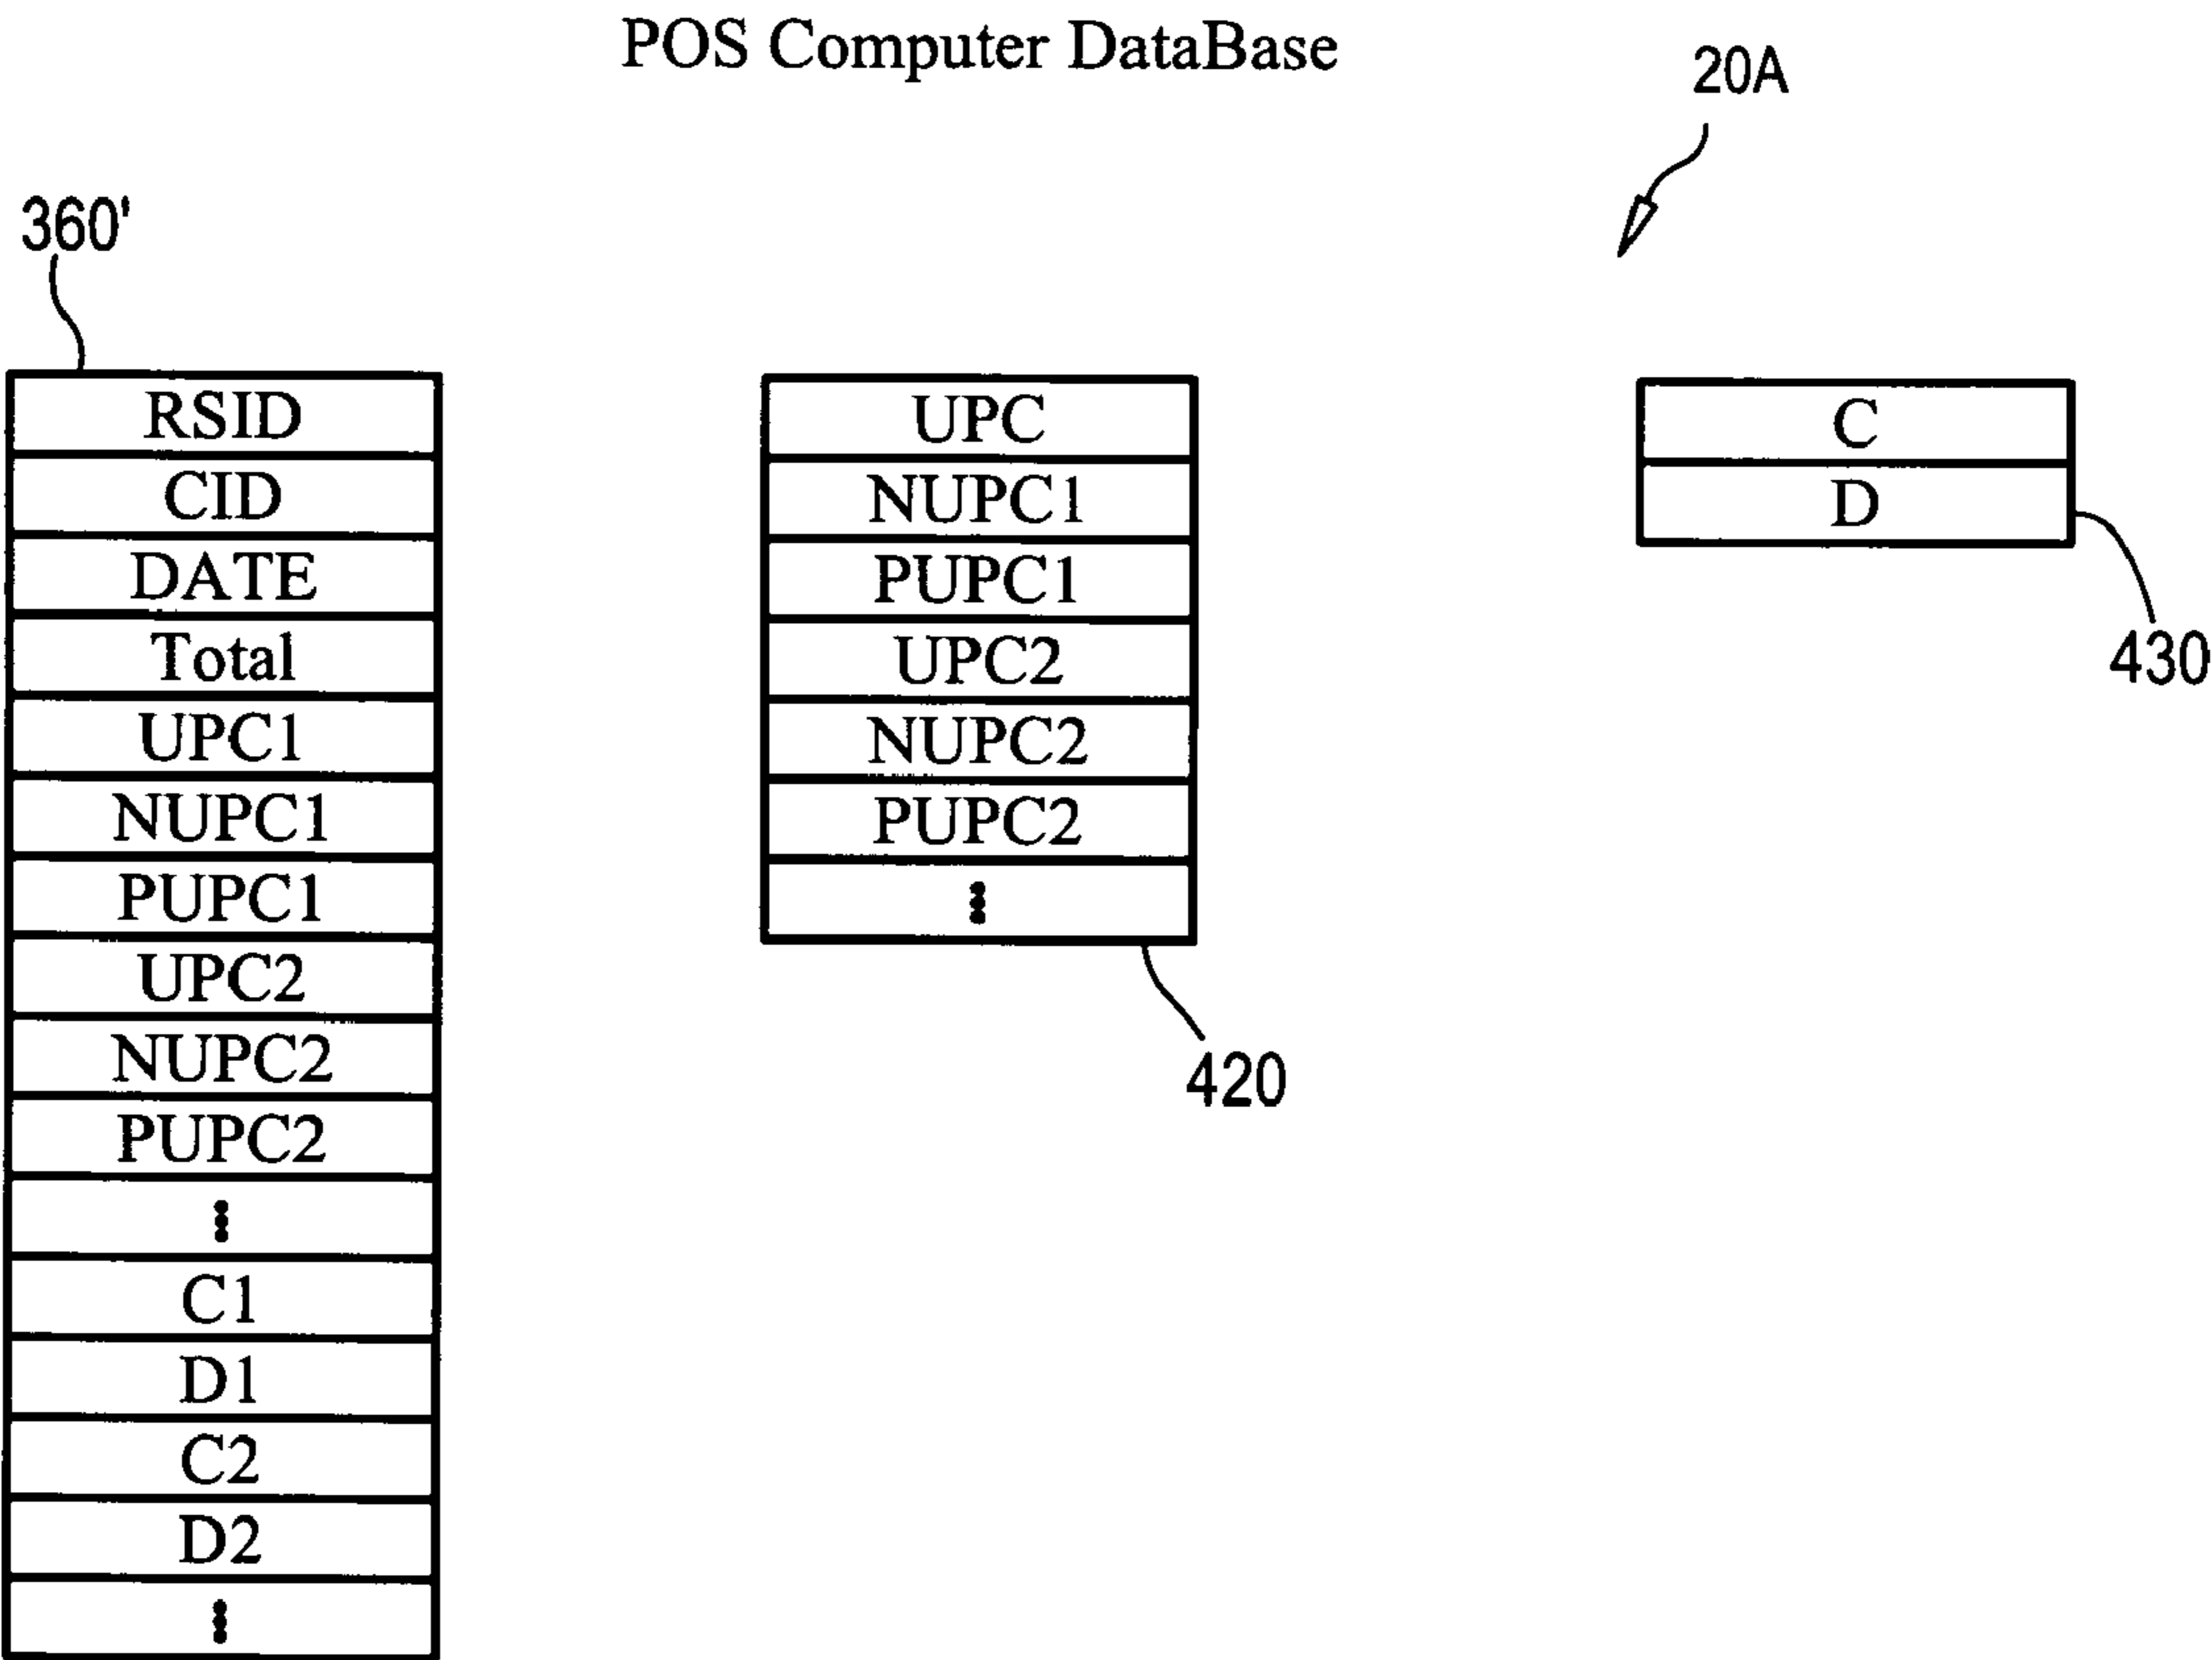 POS Computer DataBase
20A
360'
RSID
CID
DATE
Total
UPC1
NUPC1
PUPC1
UPC2
NUPC2
PUPC2
⋮
C1
D1
C2
D2
⋮
UPC
NUPC1
PUPC1
UPC2
NUPC2
PUPC2
⋮
420
C
D
430